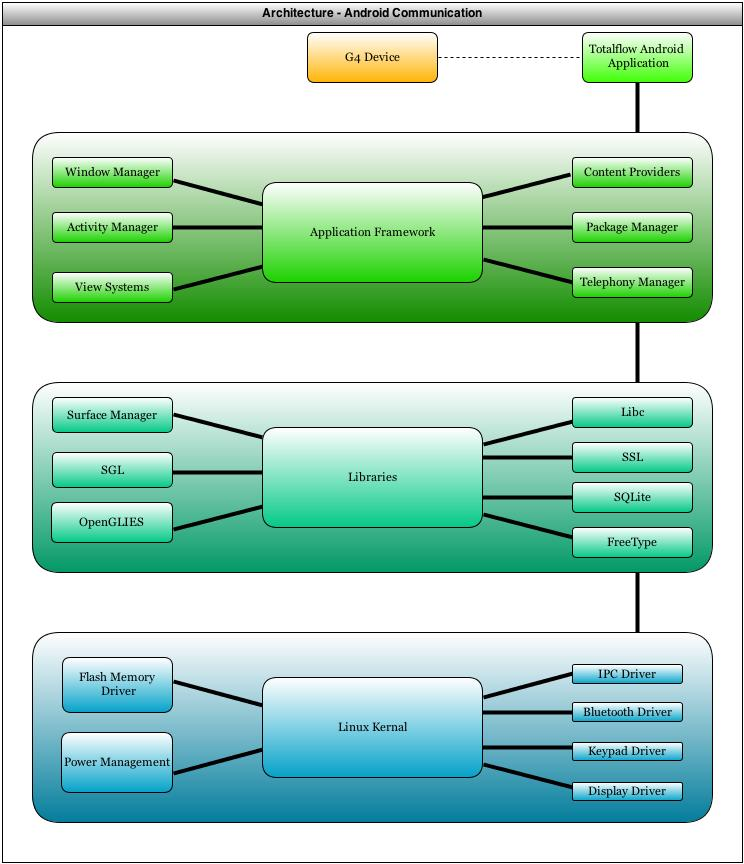 Architecture - Android Communication
G4 Device
Totalflow Android
Application
Window Manager
Activity Manager
View Systems
Application Framework
Content Providers
Package Manager
Telephony Manager
Surface Manager
SGL
OpenGLIES
Libraries
Libc
SSL
SQLite
FreeType
Flash Memory
Driver
Power Management
Linux Kernal
IPC Driver
Bluetooth Driver
Keypad Driver
Display Driver